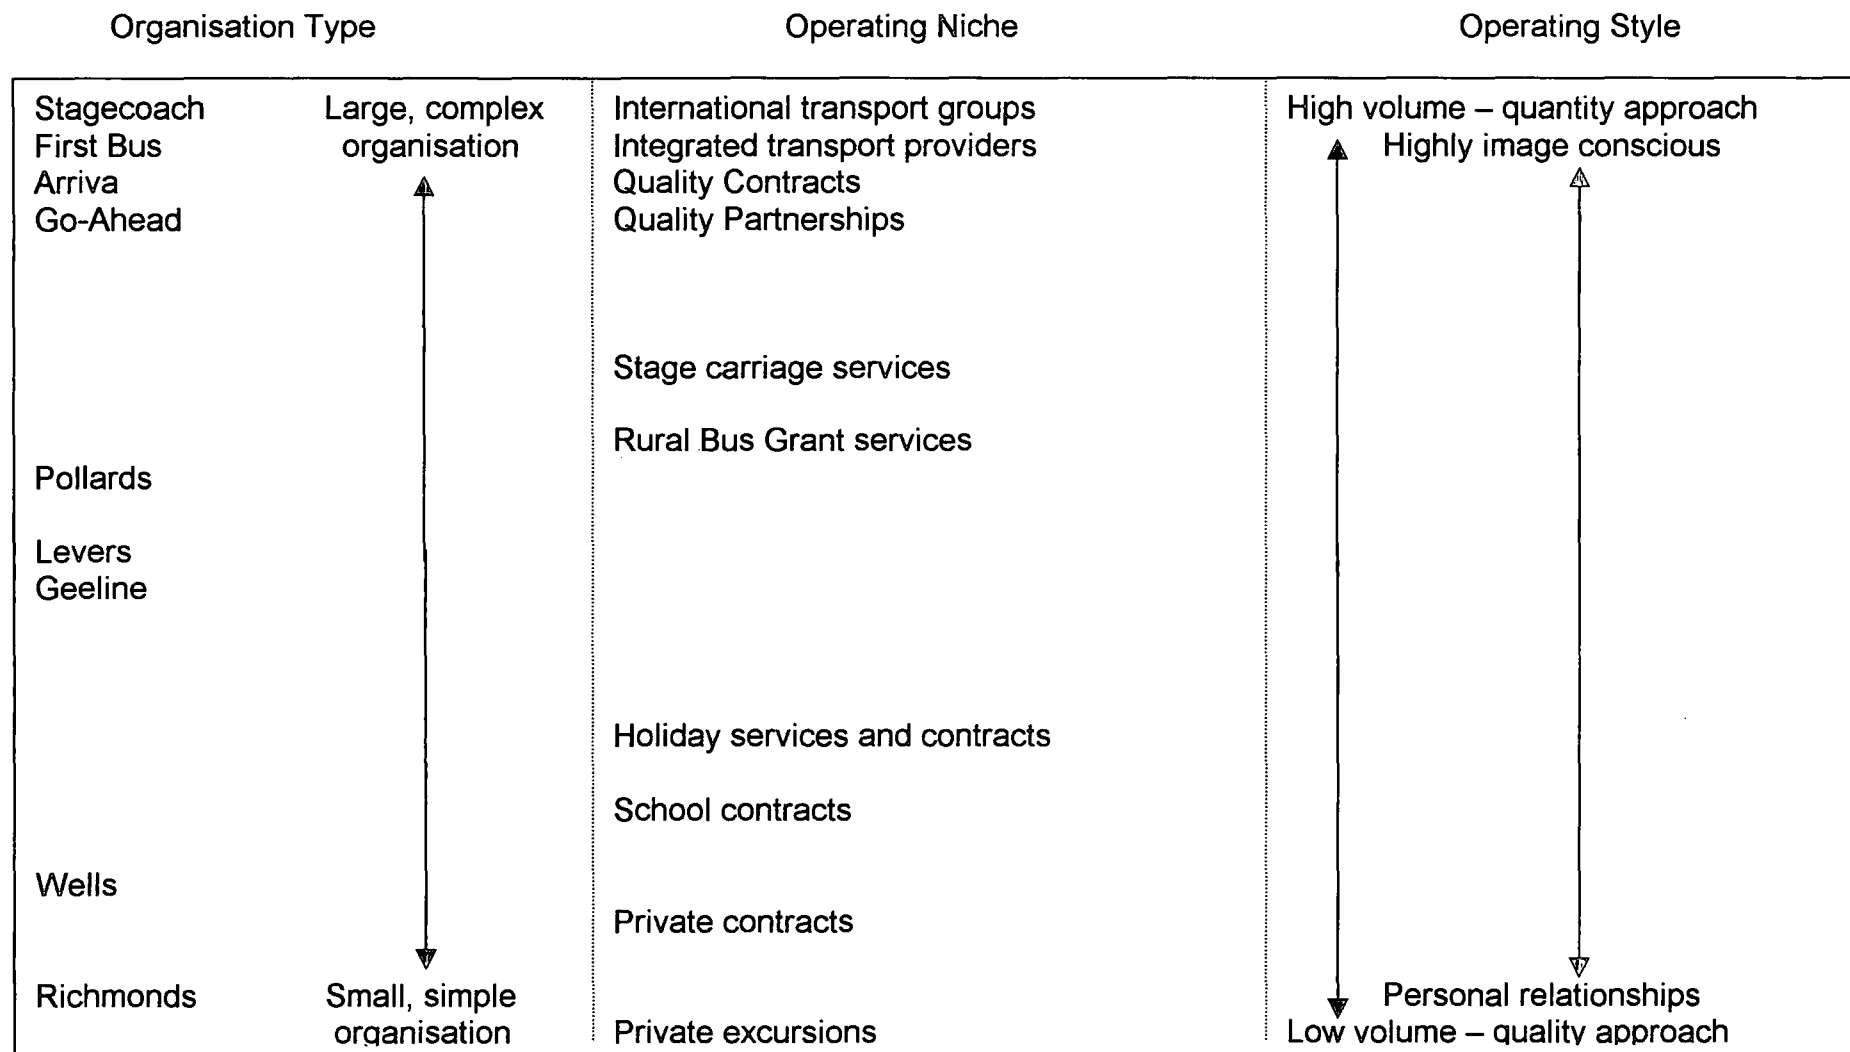 Organisation Type Operating Niche Operating Style
Stagecoach Large, complex International transport groups High volume – quantity approach
First Bus organisation Integrated transport providers Highly image conscious
Arriva Quality Contracts
Go-Ahead Quality Partnerships
Stage carriage services
Rural Bus Grant services
Pollards
Levers
Geeline
Holiday services and contracts
School contracts
Wells
Private contracts
Richmonds Small, simple Personal relationships
organisation Private excursions Low volume – quality approach